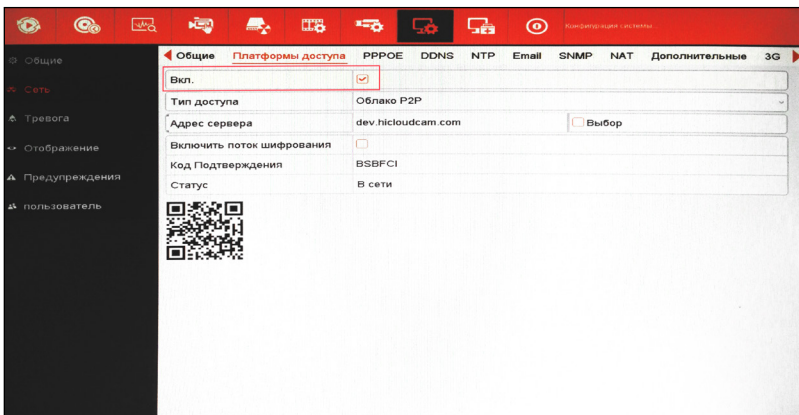 Конфигурация системы...
Общие
Сеть
Тревога
Отображение
Предупреждения
пользователь
Общие Платформы доступа PPPOE DDNS NTP Email SNMP NAT Дополнительные 3G
Вкл.
Тип доступа Облако P2P
Адрес сервера dev.hicloudcam.com Выбор
Включить поток шифрования
Код Подтверждения BSBFCI
Статус В сети